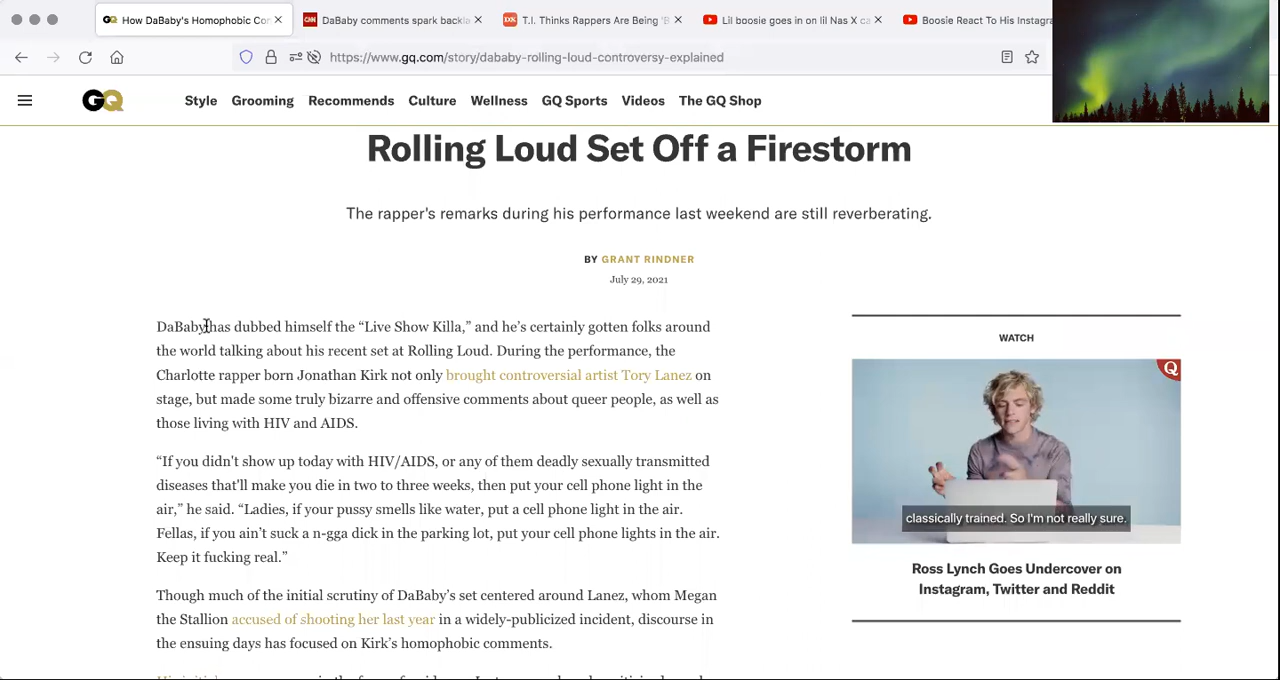 GQ How DaBaby's Homophobic Co
CNN DaBaby comments spark backla
DX T.I. Thinks Rappers Are Being 'B
Lil boosie goes in on lil Nas X ca
Boosie React To His Instagra
https://www.gq.com/story/dababy-rolling-loud-controversy-explained
GQ Style Grooming Recommends Culture Wellness GQ Sports Videos The GQ Shop
Rolling Loud Set Off a Firestorm
The rapper's remarks during his performance last weekend are still reverberating.
BY GRANT RINDNER
July 29, 2021
DaBaby has dubbed himself the “Live Show Killa,” and he’s certainly gotten folks around
the world talking about his recent set at Rolling Loud. During the performance, the
Charlotte rapper born Jonathan Kirk not only brought controversial artist Tory Lanez on
stage, but made some truly bizarre and offensive comments about queer people, as well as
those living with HIV and AIDS.
“If you didn't show up today with HIV/AIDS, or any of them deadly sexually transmitted
diseases that'll make you die in two to three weeks, then put your cell phone light in the
air,” he said. “Ladies, if your pussy smells like water, put a cell phone light in the air.
Fellas, if you ain’t suck a n-gga dick in the parking lot, put your cell phone lights in the air.
Keep it fucking real.”
Though much of the initial scrutiny of DaBaby’s set centered around Lanez, whom Megan
the Stallion accused of shooting her last year in a widely-publicized incident, discourse in
the ensuing days has focused on Kirk’s homophobic comments.
WATCH
Q
classically trained. So I'm not really sure.
Ross Lynch Goes Undercover on
Instagram, Twitter and Reddit